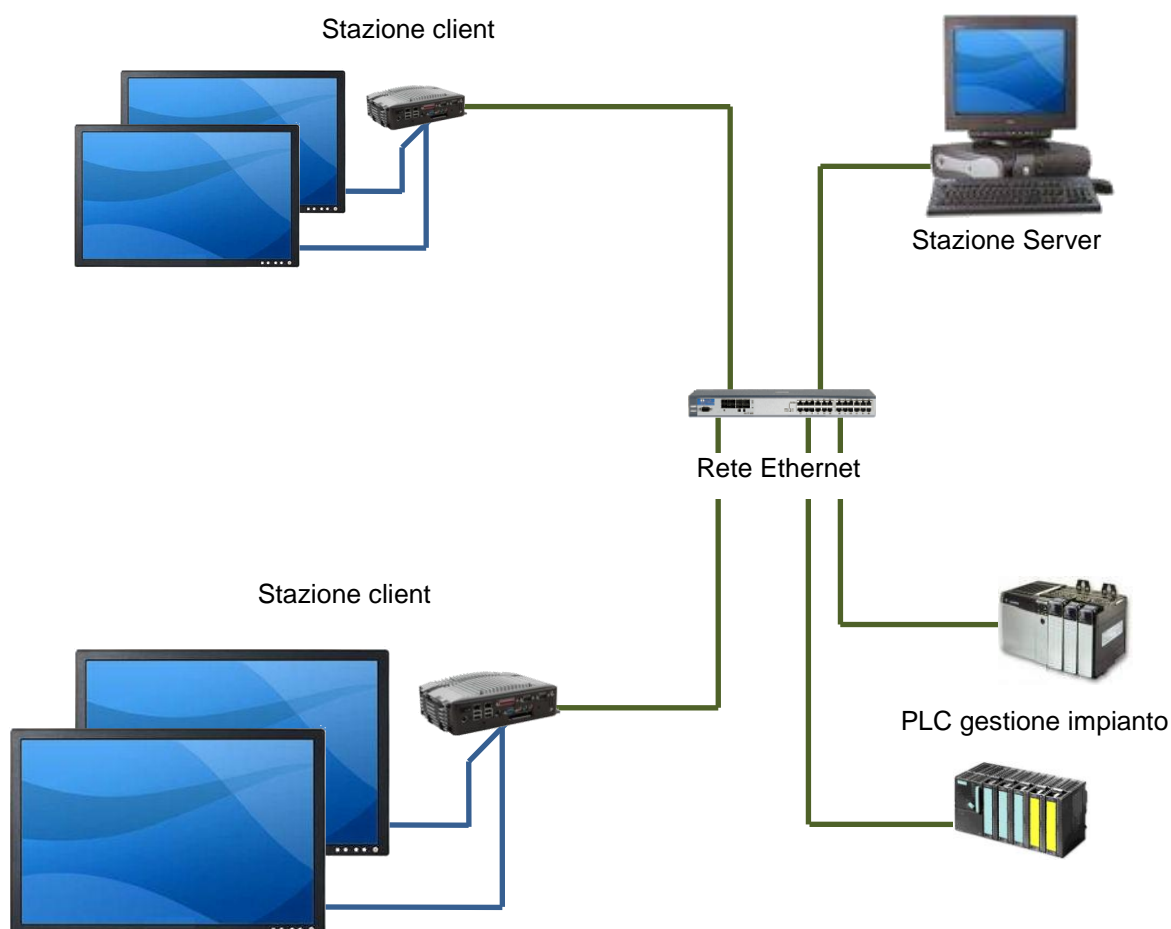 Stazione client
Stazione Server
Rete Ethernet
Stazione client
PLC gestione impianto